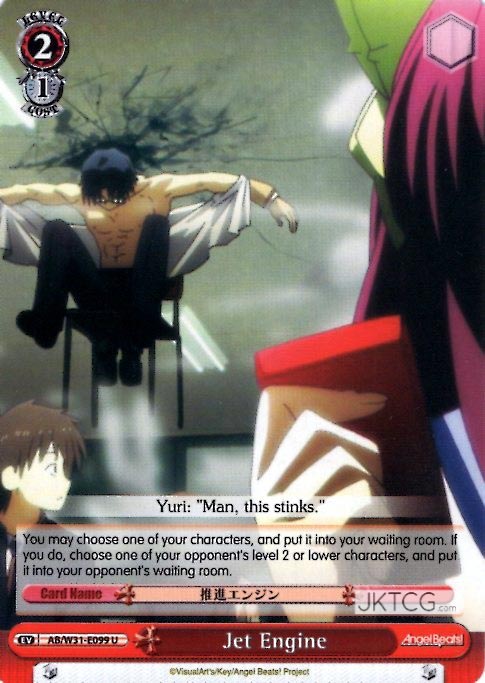 LEVEL
2
1
COST
Yuri: "Man, this stinks."
You may choose one of your characters, and put it into your waiting room. If
you do, choose one of your opponent's level 2 or lower characters, and put
it into your opponent's waiting room.
Card Name 推進エンジン
JKTCG.com
EV AB/W31-E099 U Jet Engine Angel Beats!
©VisualArt's/Key/Angel Beats! Project